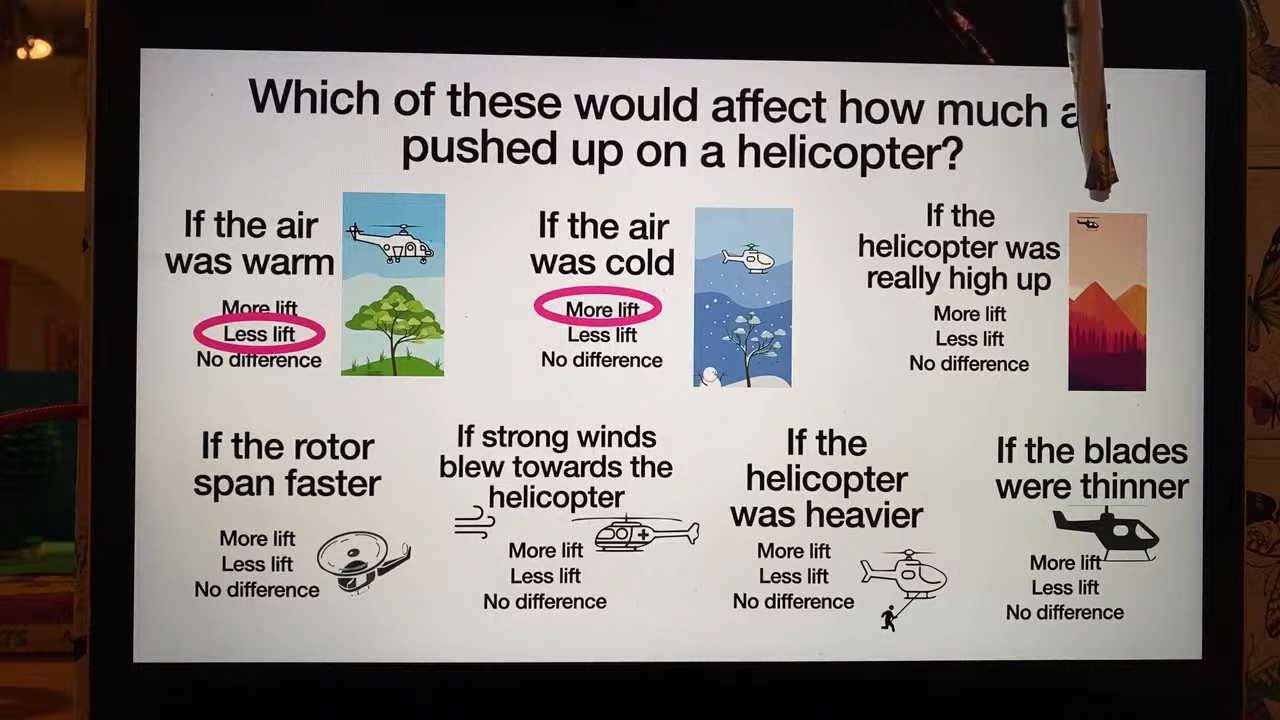 Which of these would affect how much
pushed up on a helicopter?
If the air
was warm
More lift
Less lift
No difference
If the air
was cold
More lift
Less lift
No difference
If the
helicopter was
really high up
More lift
Less lift
No difference
If the rotor
span faster
More lift
Less lift
No difference
If strong winds
blew towards the
helicopter
More lift
Less lift
No difference
If the
helicopter
was heavier
More lift
Less lift
No difference
If the blades
were thinner
More lift
Less lift
No difference